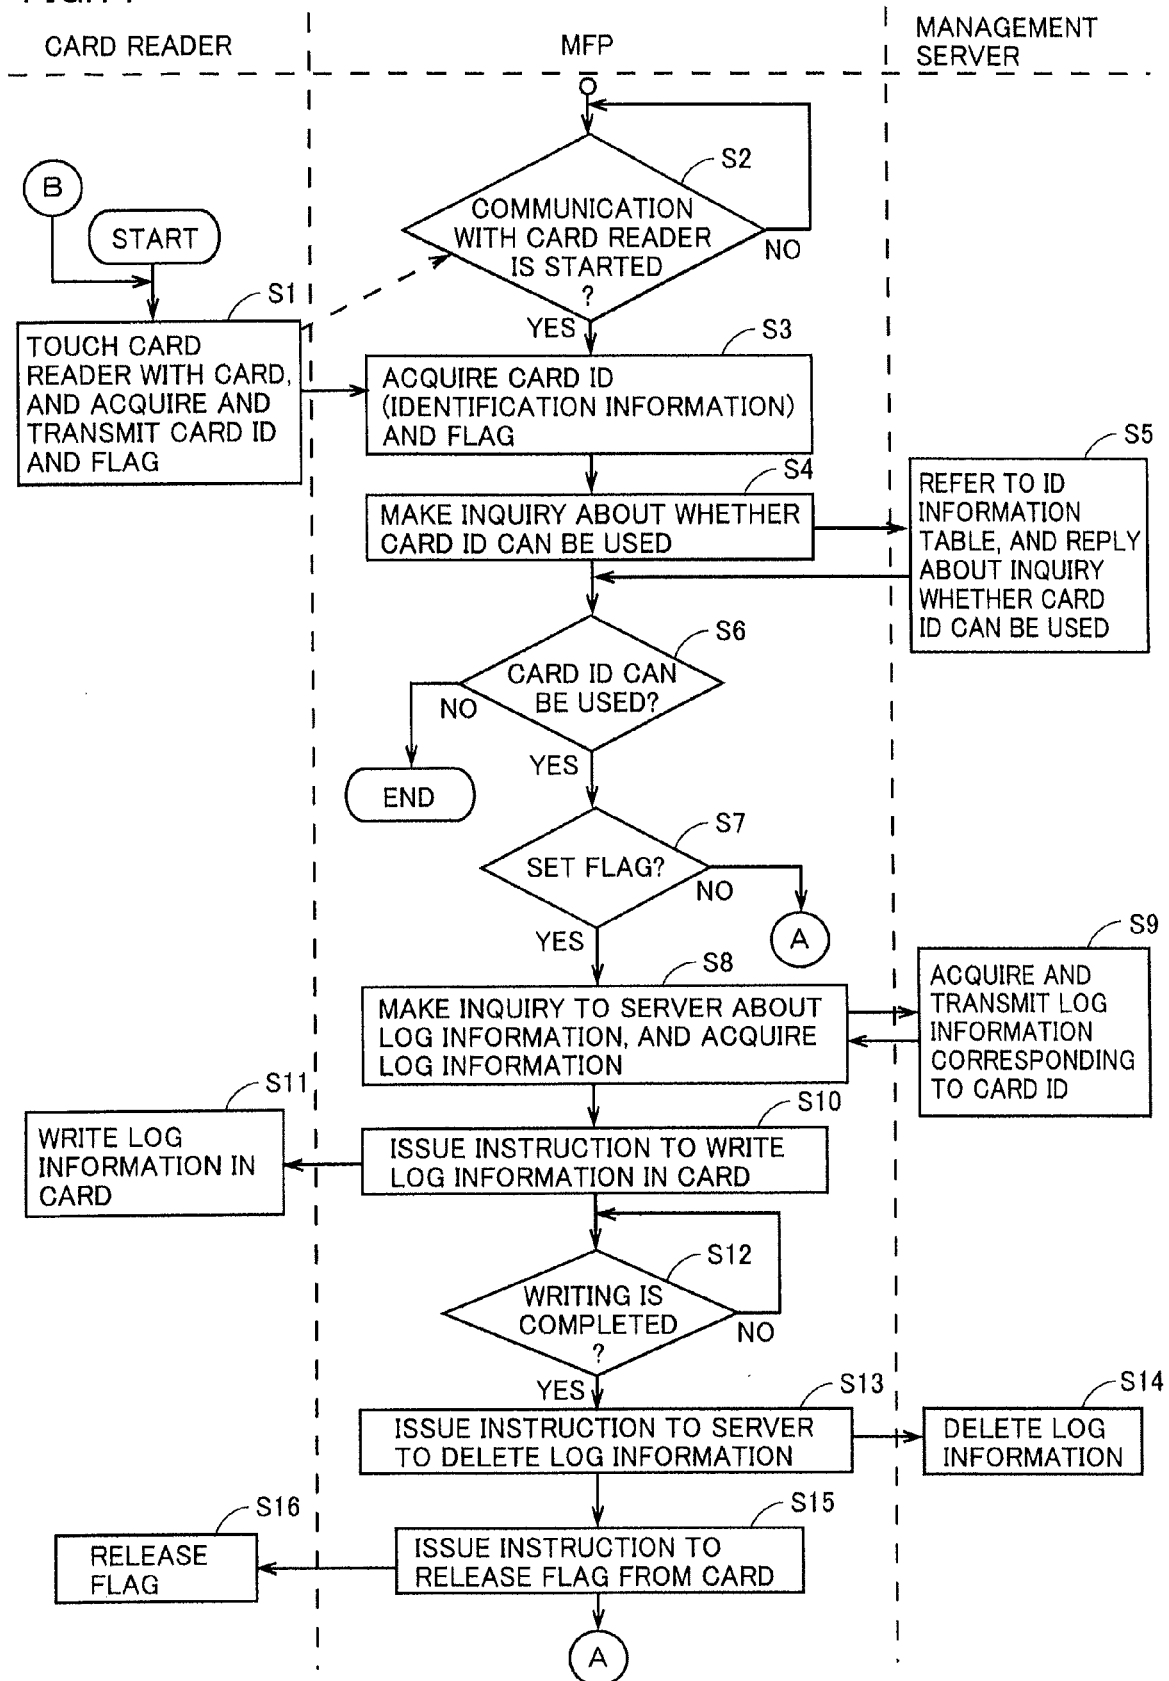 CARD READER
MFP
MANAGEMENT
SERVER
B
START
S1
TOUCH CARD
READER WITH CARD,
AND ACQUIRE AND
TRANSMIT CARD ID
AND FLAG
S2
COMMUNICATION
WITH CARD READER
IS STARTED
?
NO
YES
S3
ACQUIRE CARD ID
(IDENTIFICATION INFORMATION)
AND FLAG
S4
MAKE INQUIRY ABOUT WHETHER
CARD ID CAN BE USED
S5
REFER TO ID
INFORMATION
TABLE, AND REPLY
ABOUT INQUIRY
WHETHER CARD
ID CAN BE USED
S6
CARD ID CAN
BE USED?
NO
YES
END
S7
SET FLAG?
NO
YES
A
S8
MAKE INQUIRY TO SERVER ABOUT
LOG INFORMATION, AND ACQUIRE
LOG INFORMATION
S9
ACQUIRE AND
TRANSMIT LOG
INFORMATION
CORRESPONDING
TO CARD ID
S10
ISSUE INSTRUCTION TO WRITE
LOG INFORMATION IN CARD
S11
WRITE LOG
INFORMATION IN
CARD
S12
WRITING IS
COMPLETED
?
NO
YES
S13
ISSUE INSTRUCTION TO SERVER
TO DELETE LOG INFORMATION
S14
DELETE LOG
INFORMATION
S15
ISSUE INSTRUCTION TO
RELEASE FLAG FROM CARD
S16
RELEASE
FLAG
A